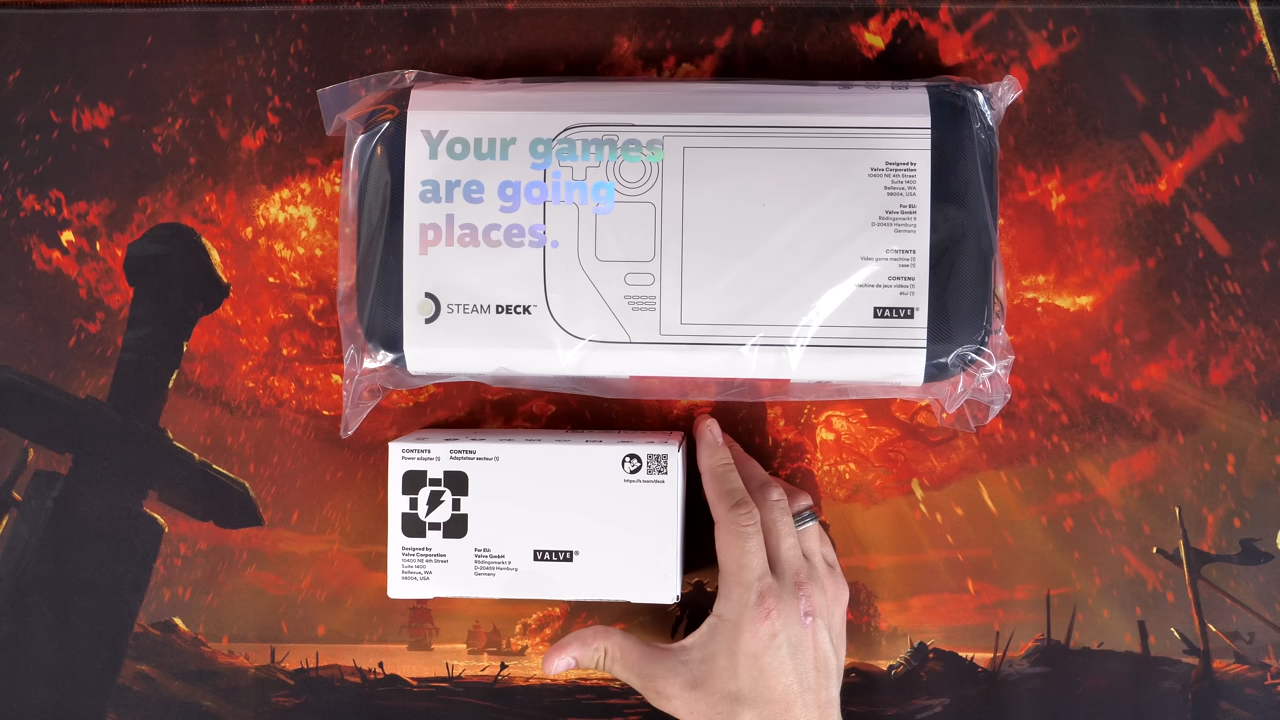 Your games
are going
places.
STEAM DECK™
Designed by
Valve Corporation
10400 NE 4th Street
Suite 1400
Bellevue, WA
98004, USA
For EU:
Valve GmbH
Rödingsmarkt 9
D-20459 Hamburg
Germany
CONTENTS
Video game machine (1)
case (1)
CONTENU
Machine de jeux vidéos (1)
étui (1)
VALVE®
CONTENTS
Power adapter (1)
CONTENU
Adaptateur secteur (1)
https://s.team/deck
Designed by
Valve Corporation
10400 NE 4th Street
Suite 1400
Bellevue, WA
98004, USA
For EU:
Valve GmbH
Rödingsmarkt 9
D-20459 Hamburg
Germany
VALVE®